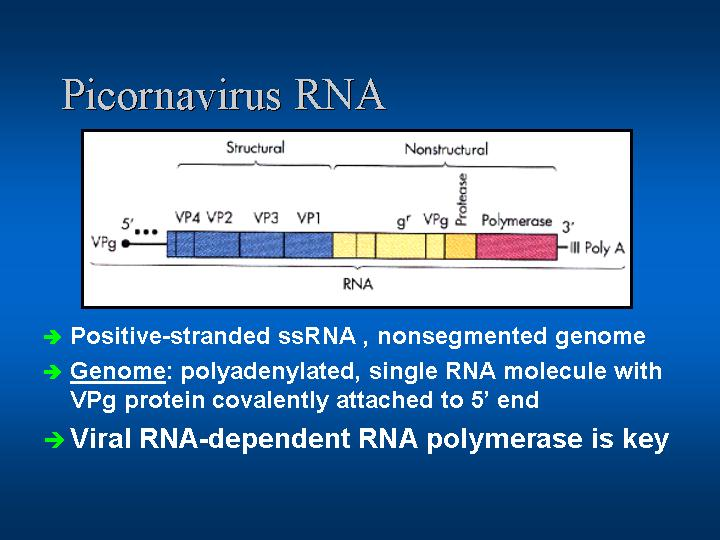 Picornavirus RNA
Structural Nonstructural
5' ••• VP4 VP2 VP3 VP1 gʳ VPg Protease Polymerase 3'
VPg III Poly A
RNA
➔ Positive-stranded ssRNA , nonsegmented genome
➔ Genome: polyadenylated, single RNA molecule with
VPg protein covalently attached to 5’ end
➔ Viral RNA-dependent RNA polymerase is key